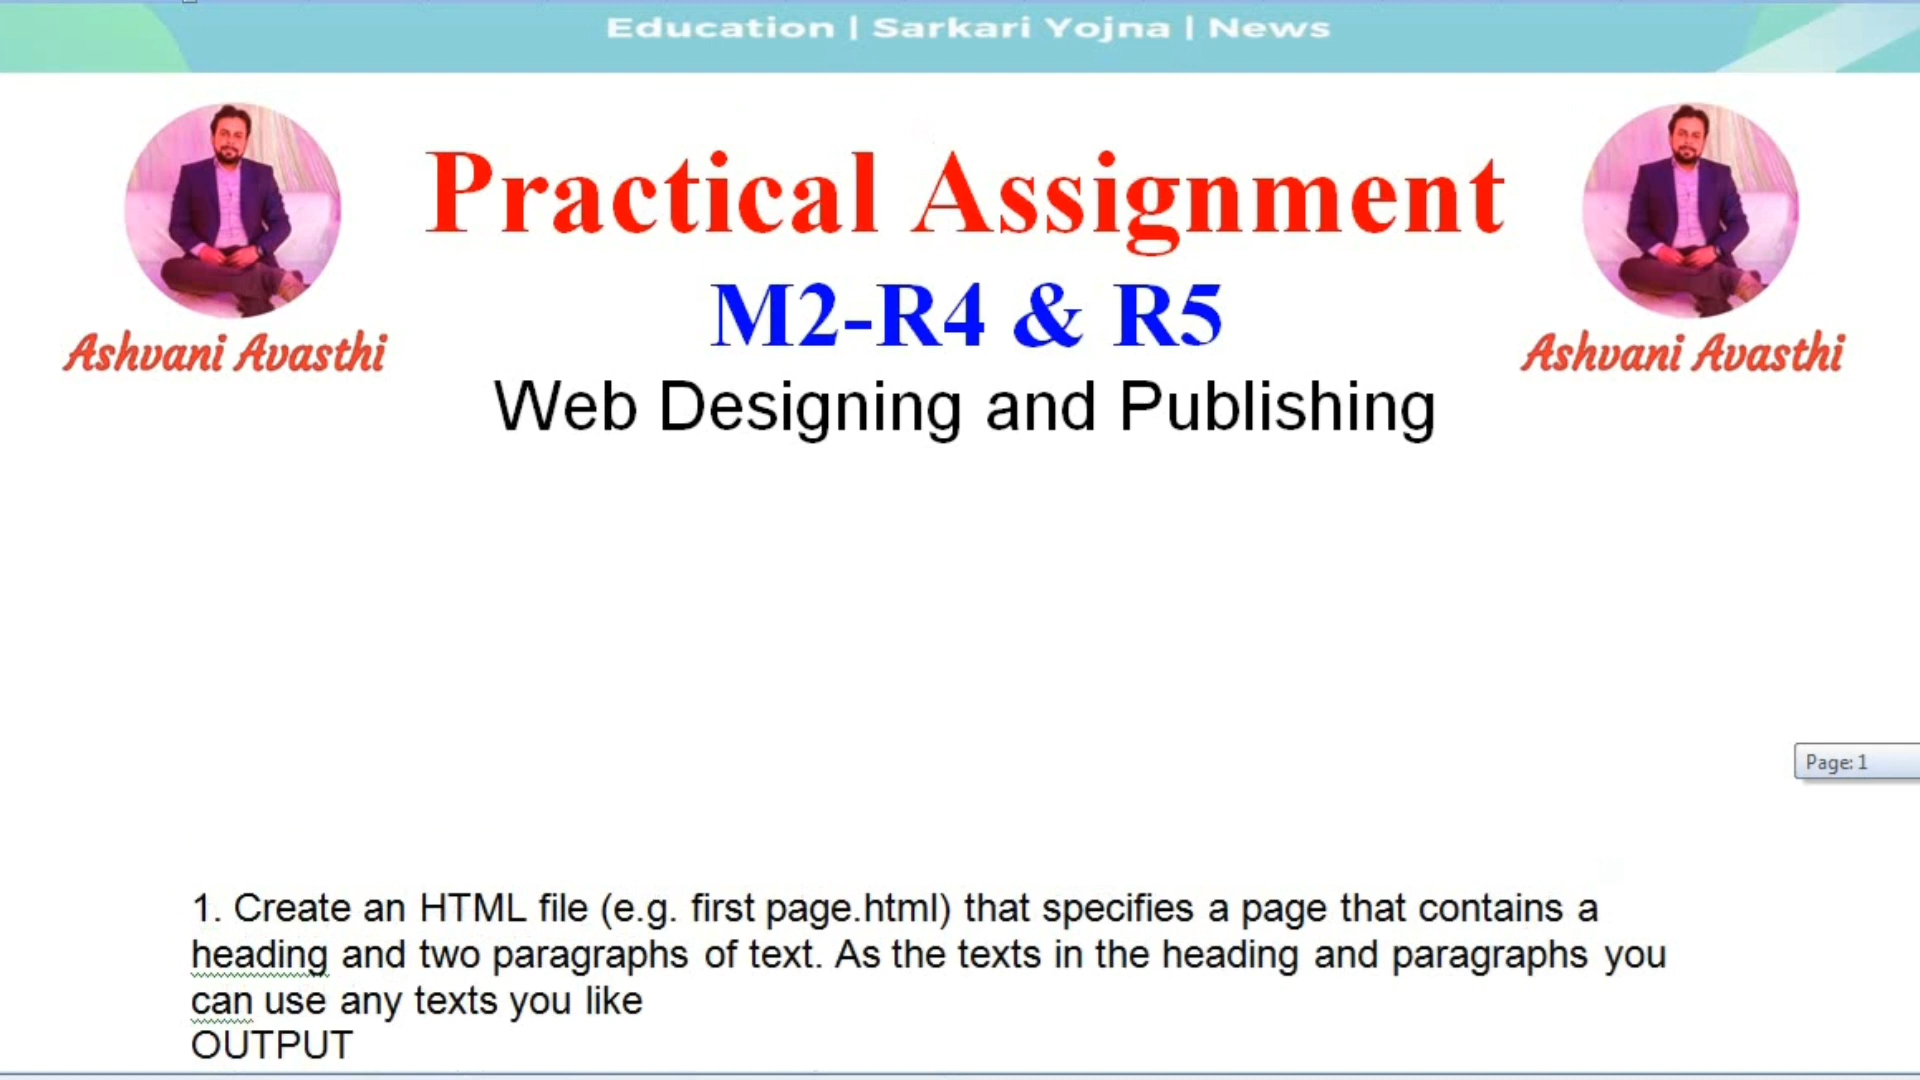 Education | Sarkari Yojna | News
Practical Assignment
M2-R4 & R5
Ashvani Avasthi
Ashvani Avasthi
Web Designing and Publishing
Page: 1
1. Create an HTML file (e.g. first page.html) that specifies a page that contains a
heading and two paragraphs of text. As the texts in the heading and paragraphs you
can use any texts you like
OUTPUT